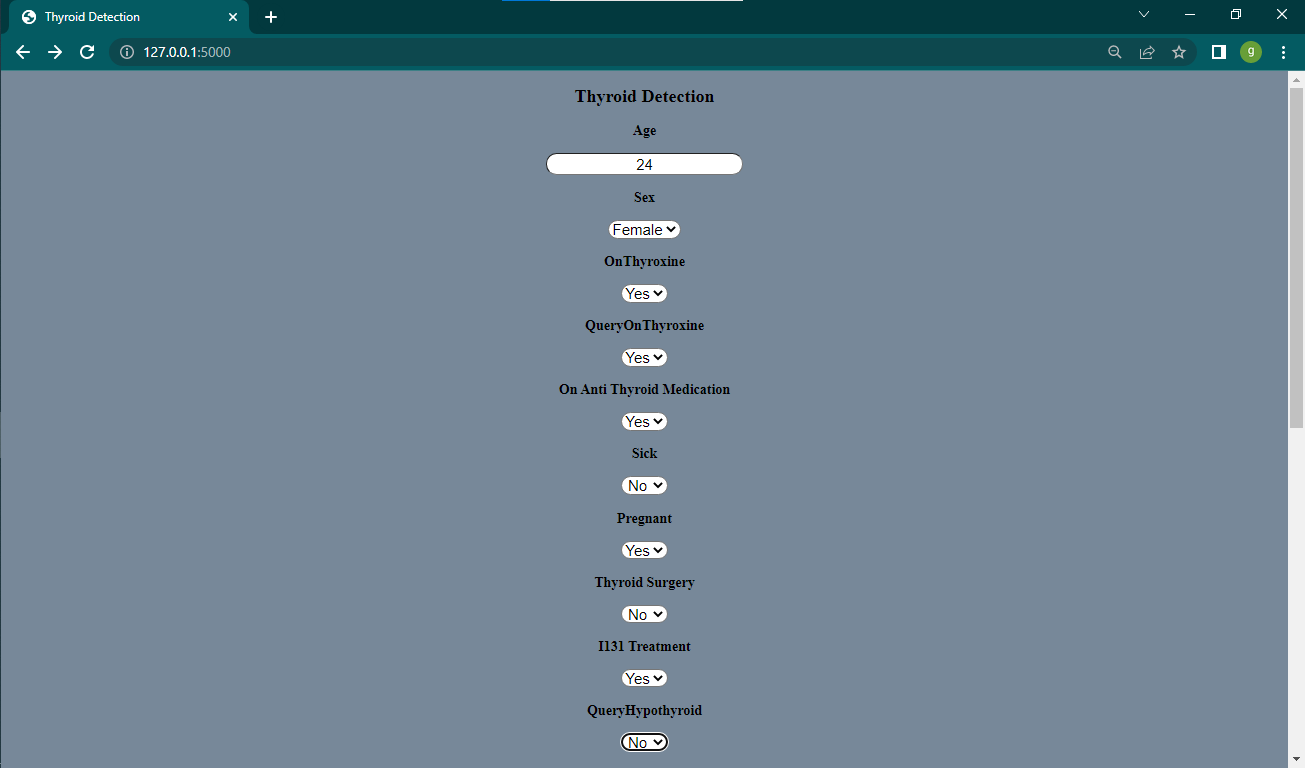 Thyroid Detection
127.0.0.1:5000
g
Thyroid Detection
Age
24
Sex
Female
OnThyroxine
Yes
QueryOnThyroxine
Yes
On Anti Thyroid Medication
Yes
Sick
No
Pregnant
Yes
Thyroid Surgery
No
I131 Treatment
Yes
QueryHypothyroid
No